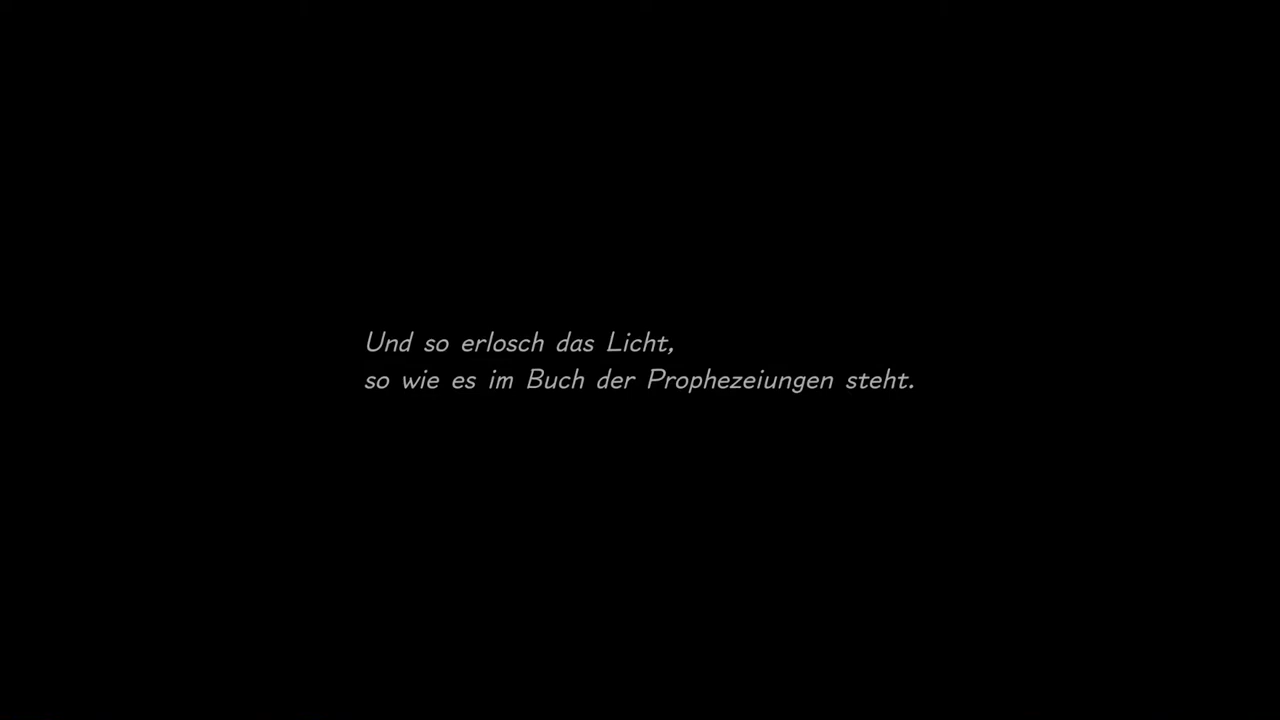 Und so erlosch das Licht,
so wie es im Buch der Prophezeiungen steht.